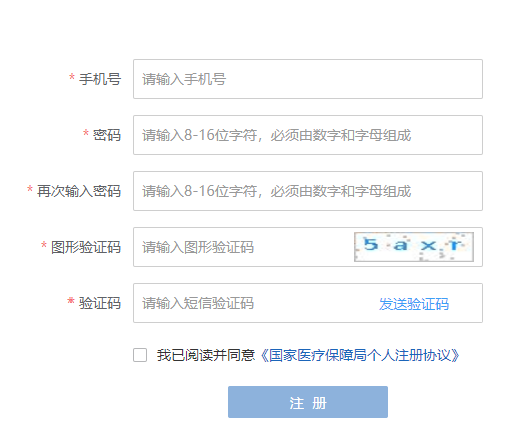 * 手机号 请输入手机号
* 密码 请输入8-16位字符，必须由数字和字母组成
* 再次输入密码 请输入8-16位字符，必须由数字和字母组成
* 图形验证码 请输入图形验证码 5axr
* 验证码 请输入短信验证码 发送验证码
我已阅读并同意《国家医疗保障局个人注册协议》
注 册